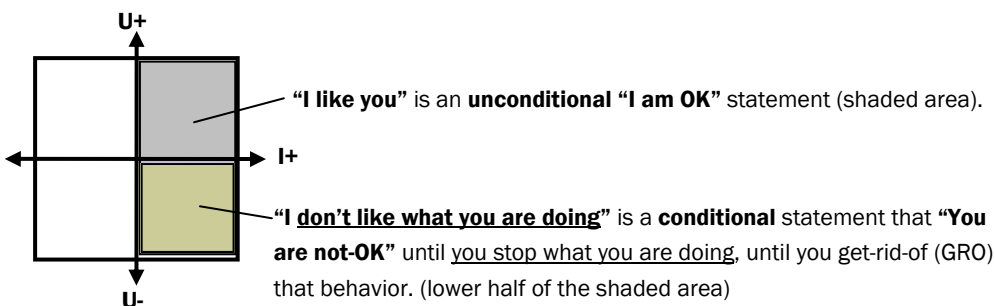 U+
“I like you” is an unconditional “I am OK” statement (shaded area).
I+
“I don’t like what you are doing” is a conditional statement that “You
are not-OK” until you stop what you are doing, until you get-rid-of (GRO)
that behavior. (lower half of the shaded area)
U-